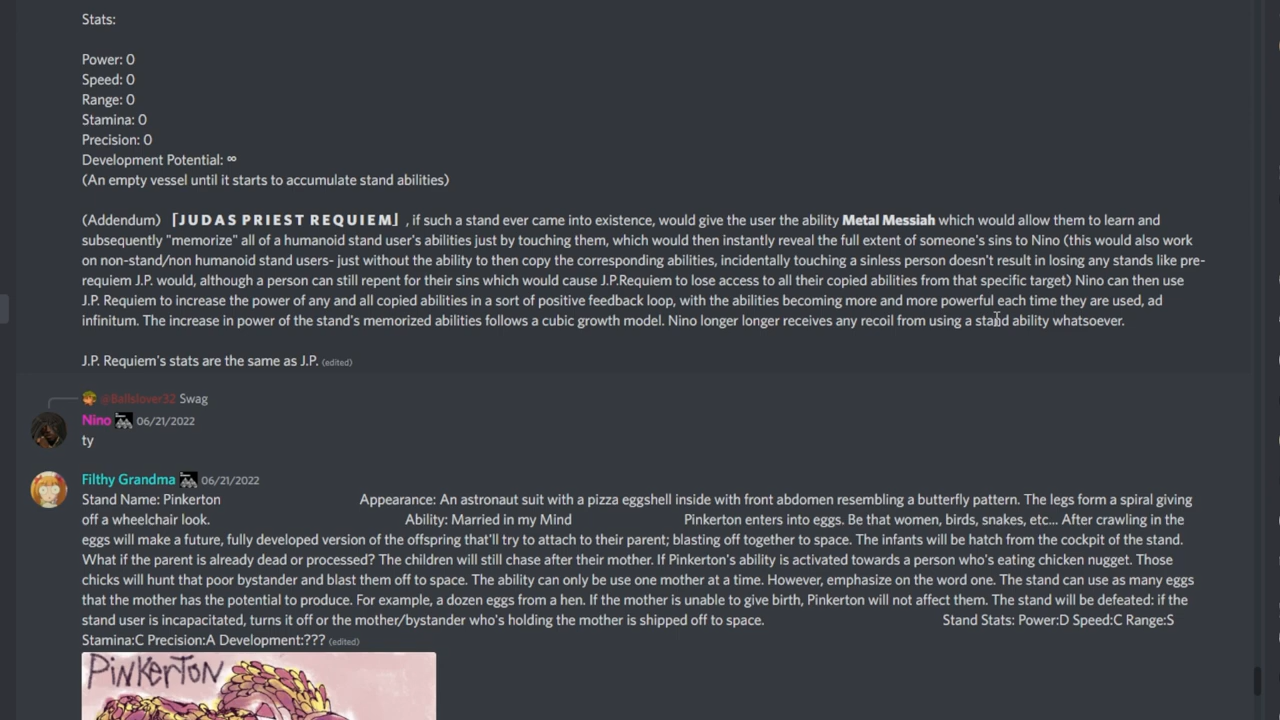 Stats:
Power: 0
Speed: 0
Range: 0
Stamina: 0
Precision: 0
Development Potential: ∞
(An empty vessel until it starts to accumulate stand abilities)
(Addendum) 「J U D A S P R I E S T R E Q U I E M」 , if such a stand ever came into existence, would give the user the ability Metal Messiah which would allow them to learn and
subsequently "memorize" all of a humanoid stand user's abilities just by touching them, which would then instantly reveal the full extent of someone's sins to Nino (this would also work
on non-stand/non humanoid stand users- just without the ability to then copy the corresponding abilities, incidentally touching a sinless person doesn't result in losing any stands like pre-
requiem J.P. would, although a person can still repent for their sins which would cause J.P.Requiem to lose access to all their copied abilities from that specific target) Nino can then use
J.P. Requiem to increase the power of any and all copied abilities in a sort of positive feedback loop, with the abilities becoming more and more powerful each time they are used, ad
infinitum. The increase in power of the stand's memorized abilities follows a cubic growth model. Nino longer longer receives any recoil from using a stand ability whatsoever.
J.P. Requiem's stats are the same as J.P. (edited)
@Ballslover32 Swag
Nino 06/21/2022
ty
Filthy Grandma 06/21/2022
Stand Name: Pinkerton Appearance: An astronaut suit with a pizza eggshell inside with front abdomen resembling a butterfly pattern. The legs form a spiral giving
off a wheelchair look. Ability: Married in my Mind Pinkerton enters into eggs. Be that women, birds, snakes, etc... After crawling in the
eggs will make a future, fully developed version of the offspring that'll try to attach to their parent; blasting off together to space. The infants will be hatch from the cockpit of the stand.
What if the parent is already dead or processed? The children will still chase after their mother. If Pinkerton's ability is activated towards a person who's eating chicken nugget. Those
chicks will hunt that poor bystander and blast them off to space. The ability can only be use one mother at a time. However, emphasize on the word one. The stand can use as many eggs
that the mother has the potential to produce. For example, a dozen eggs from a hen. If the mother is unable to give birth, Pinkerton will not affect them. The stand will be defeated: if the
stand user is incapacitated, turns it off or the mother/bystander who's holding the mother is shipped off to space. Stand Stats: Power:D Speed:C Range:S
Stamina:C Precision:A Development:??? (edited)
PiNKERTON